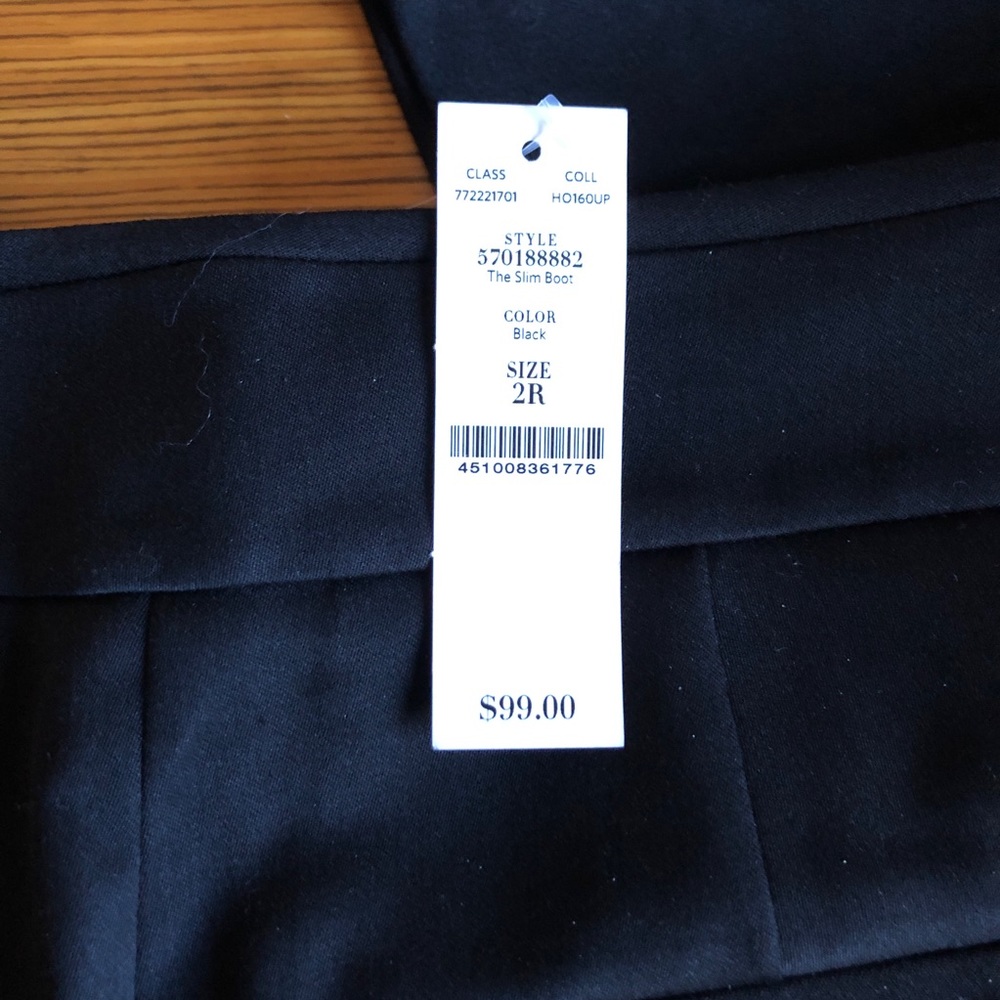 CLASS COLL
772221701 HO160UP
STYLE
570188882
The Slim Boot
COLOR
Black
SIZE
2R
451008361776
$99.00